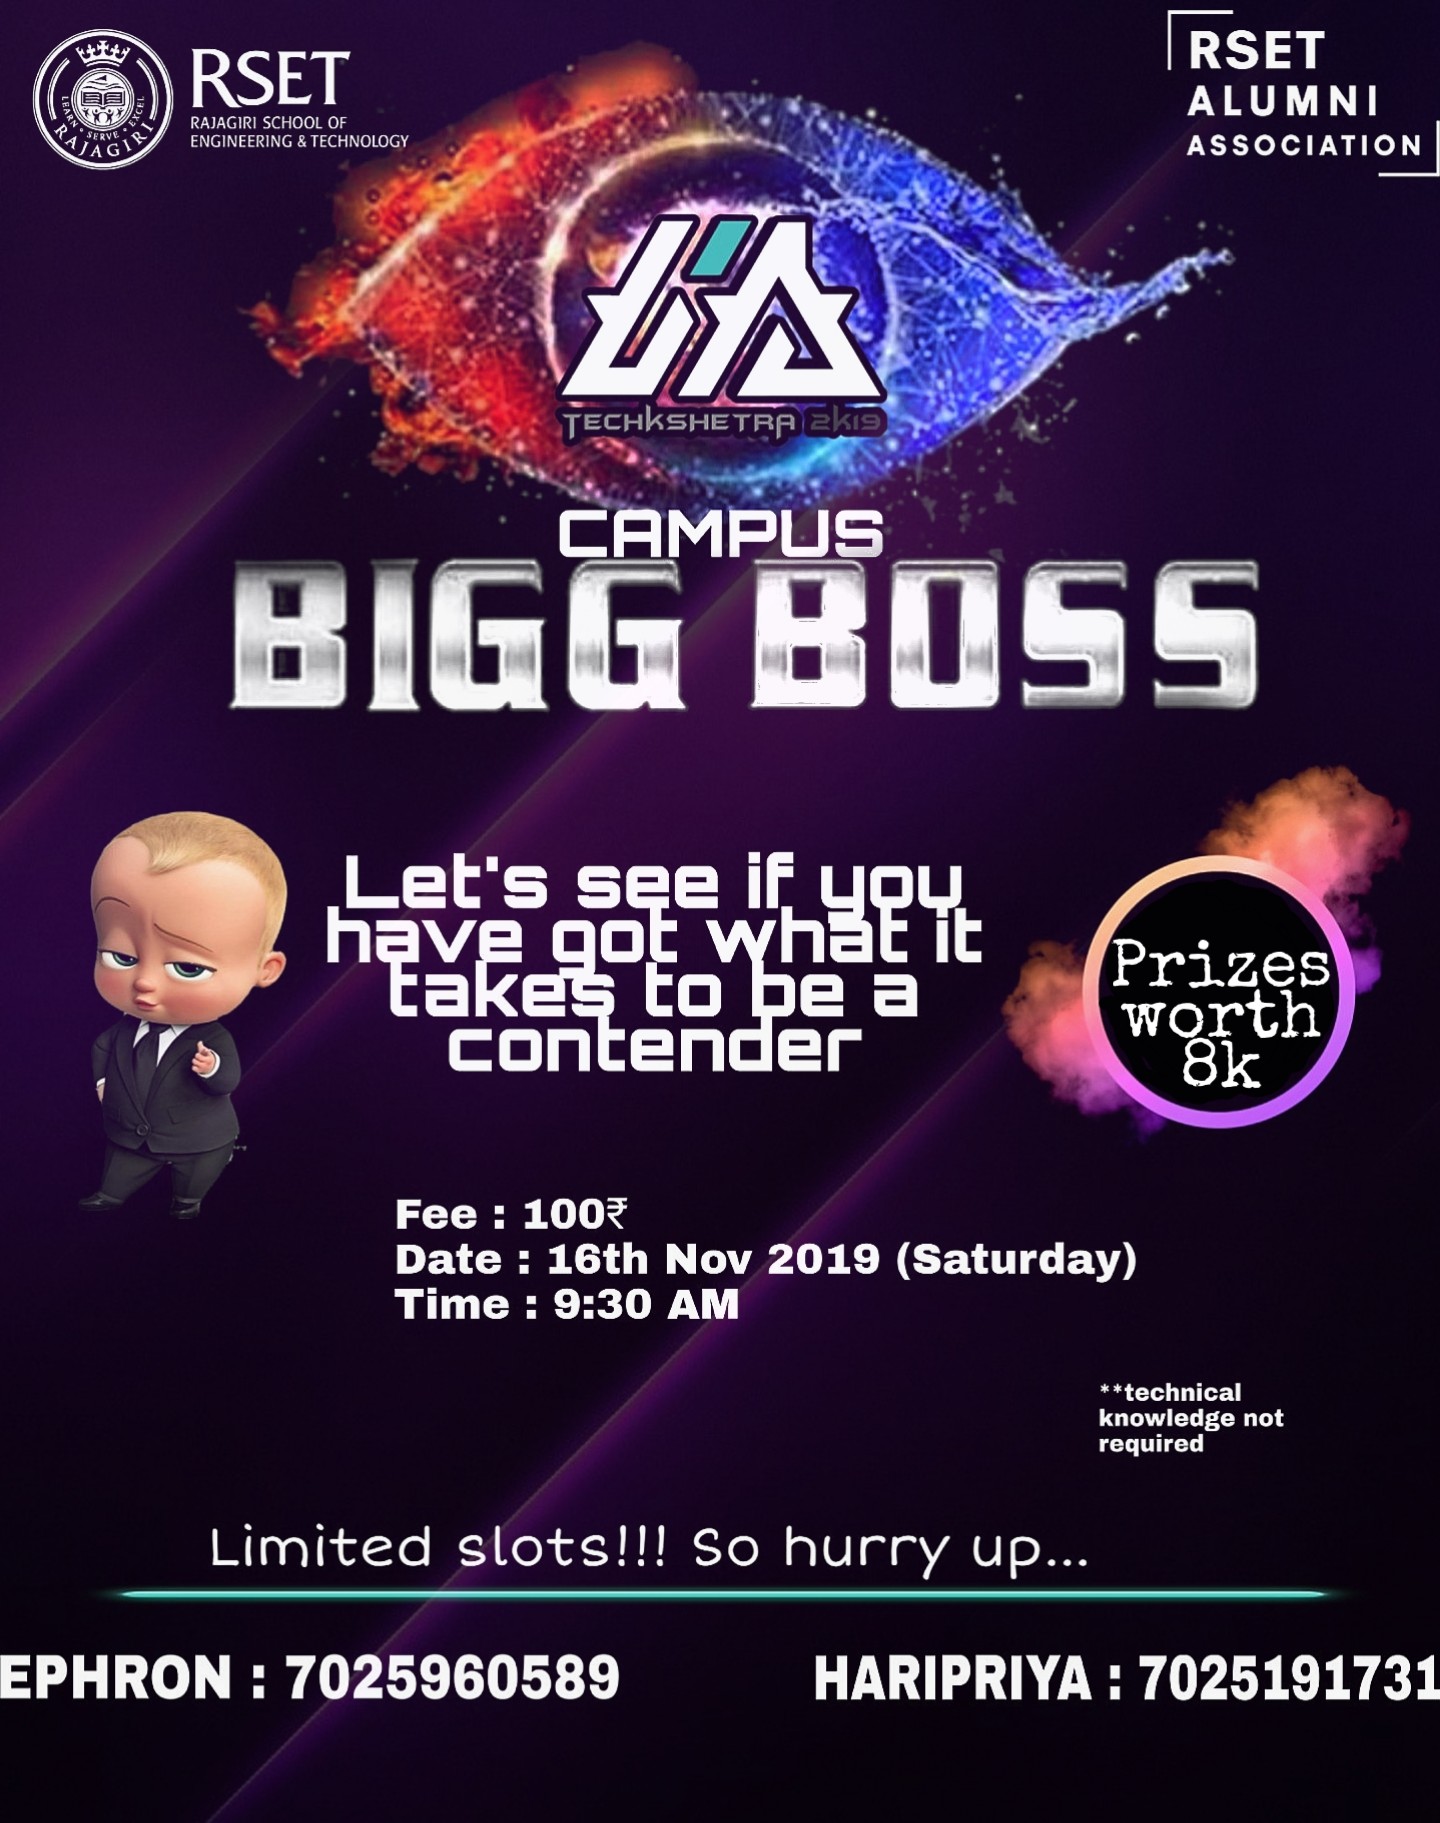 RSET
RAJAGIRI SCHOOL OF
ENGINEERING & TECHNOLOGY
LEARN • SERVE • EXCEL
RAJAGIRI
RSET
ALUMNI
ASSOCIATION
TECHKSHETRA 2K19
CAMPUS
BIGG BOSS
Let's see if you
have got what it
takes to be a
contender
Prizes
worth
8k
Fee : 100₹
Date : 16th Nov 2019 (Saturday)
Time : 9:30 AM
**technical
knowledge not
required
Limited slots!!! So hurry up...
EPHRON : 7025960589
HARIPRIYA : 7025191731